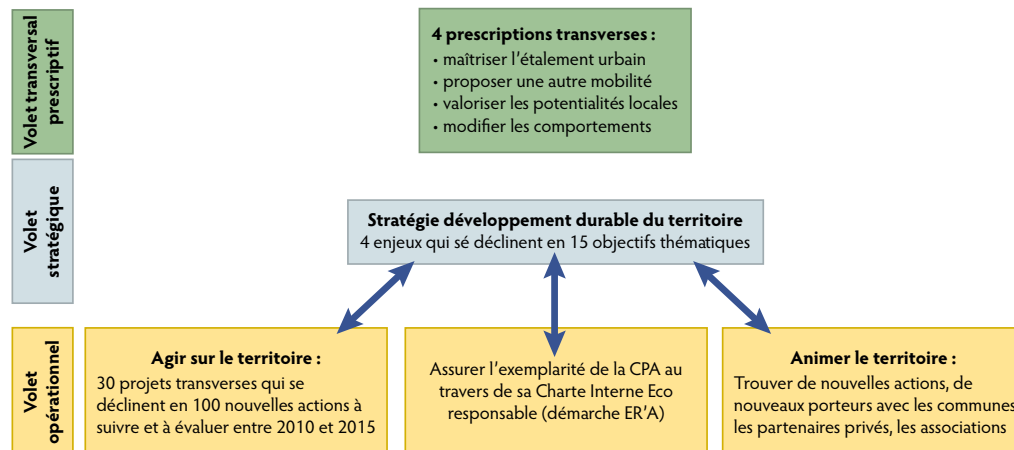 Volet transversal
prescriptif
4 prescriptions transverses :
• maîtriser l'étalement urbain
• proposer une autre mobilité
• valoriser les potentialités locales
• modifier les comportements
Volet
stratégique
Stratégie développement durable du territoire
4 enjeux qui sé déclinent en 15 objectifs thématiques
Volet
opérationnel
Agir sur le territoire :
30 projets transverses qui se
déclinent en 100 nouvelles actions à
suivre et à évaluer entre 2010 et 2015
Assurer l'exemplarité de la CPA au
travers de sa Charte Interne Eco
responsable (démarche ER'A)
Animer le territoire :
Trouver de nouvelles actions, de
nouveaux porteurs avec les communes
les partenaires privés, les associations